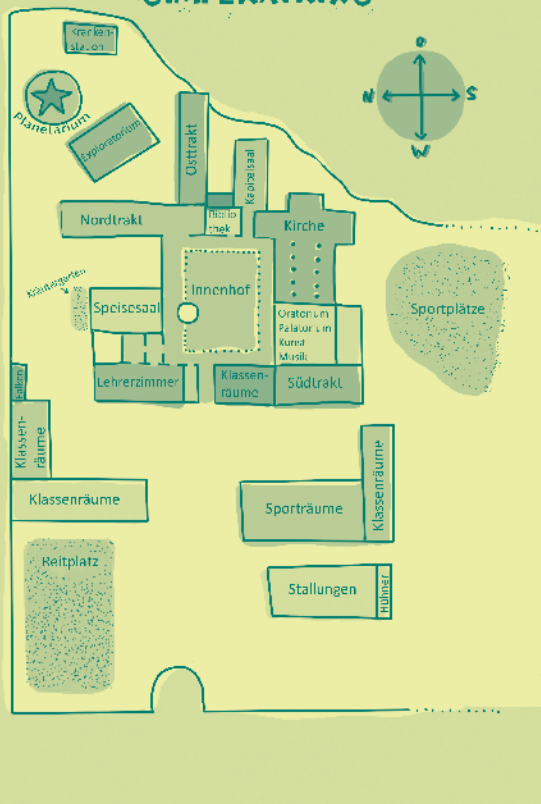 Kranken-
station
O
N
S
W
Planetarium
Exploratorium
Osttrakt
Kapitelsaal
Nordtrakt
Biblio
thek
Kirche
Kräutergarten
Innenhof
Speisesaal
Sportplätze
Oratorium
Palatorium
Kunst
Musik
Lehrerzimmer
Klassen-
räume
Südtrakt
Falken
Klassen-
räume
Klassenräume
Sporträume
Klassenräume
Reitplatz
Stallungen
Hühner